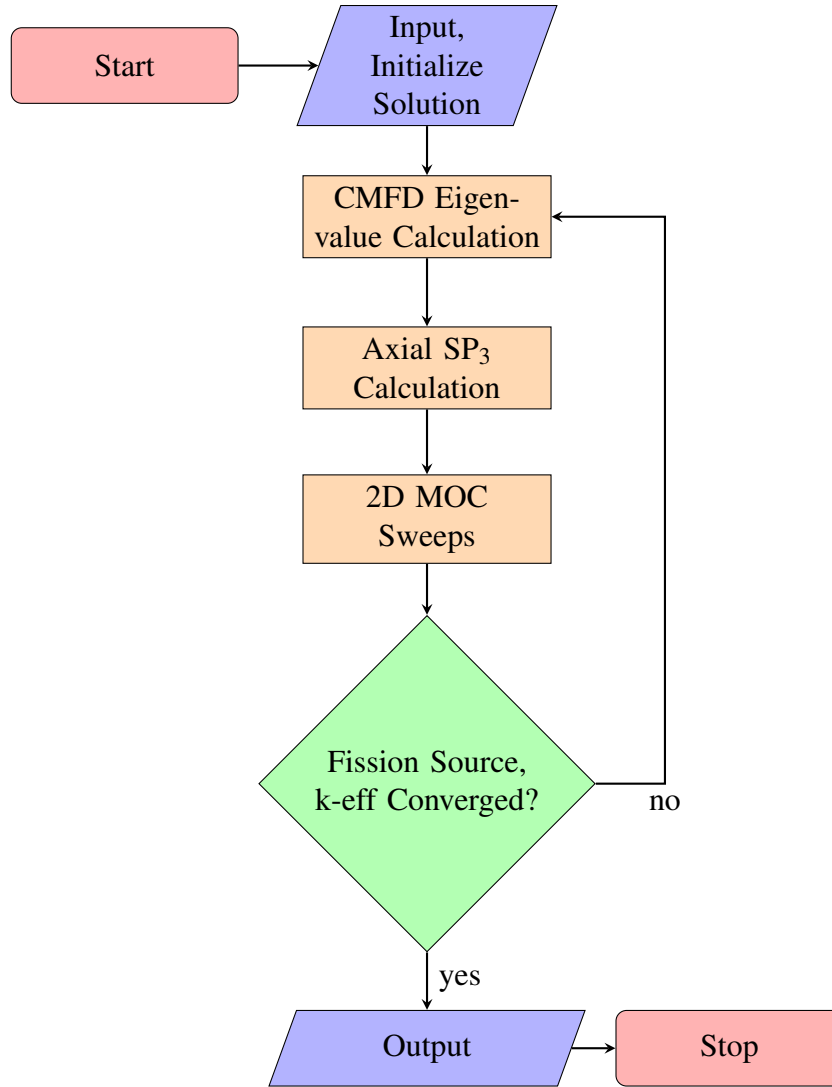 Start
Input,
Initialize
Solution
CMFD Eigen-
value Calculation
Axial SP₃
Calculation
2D MOC
Sweeps
Fission Source,
k-eff Converged?
no
yes
Output
Stop